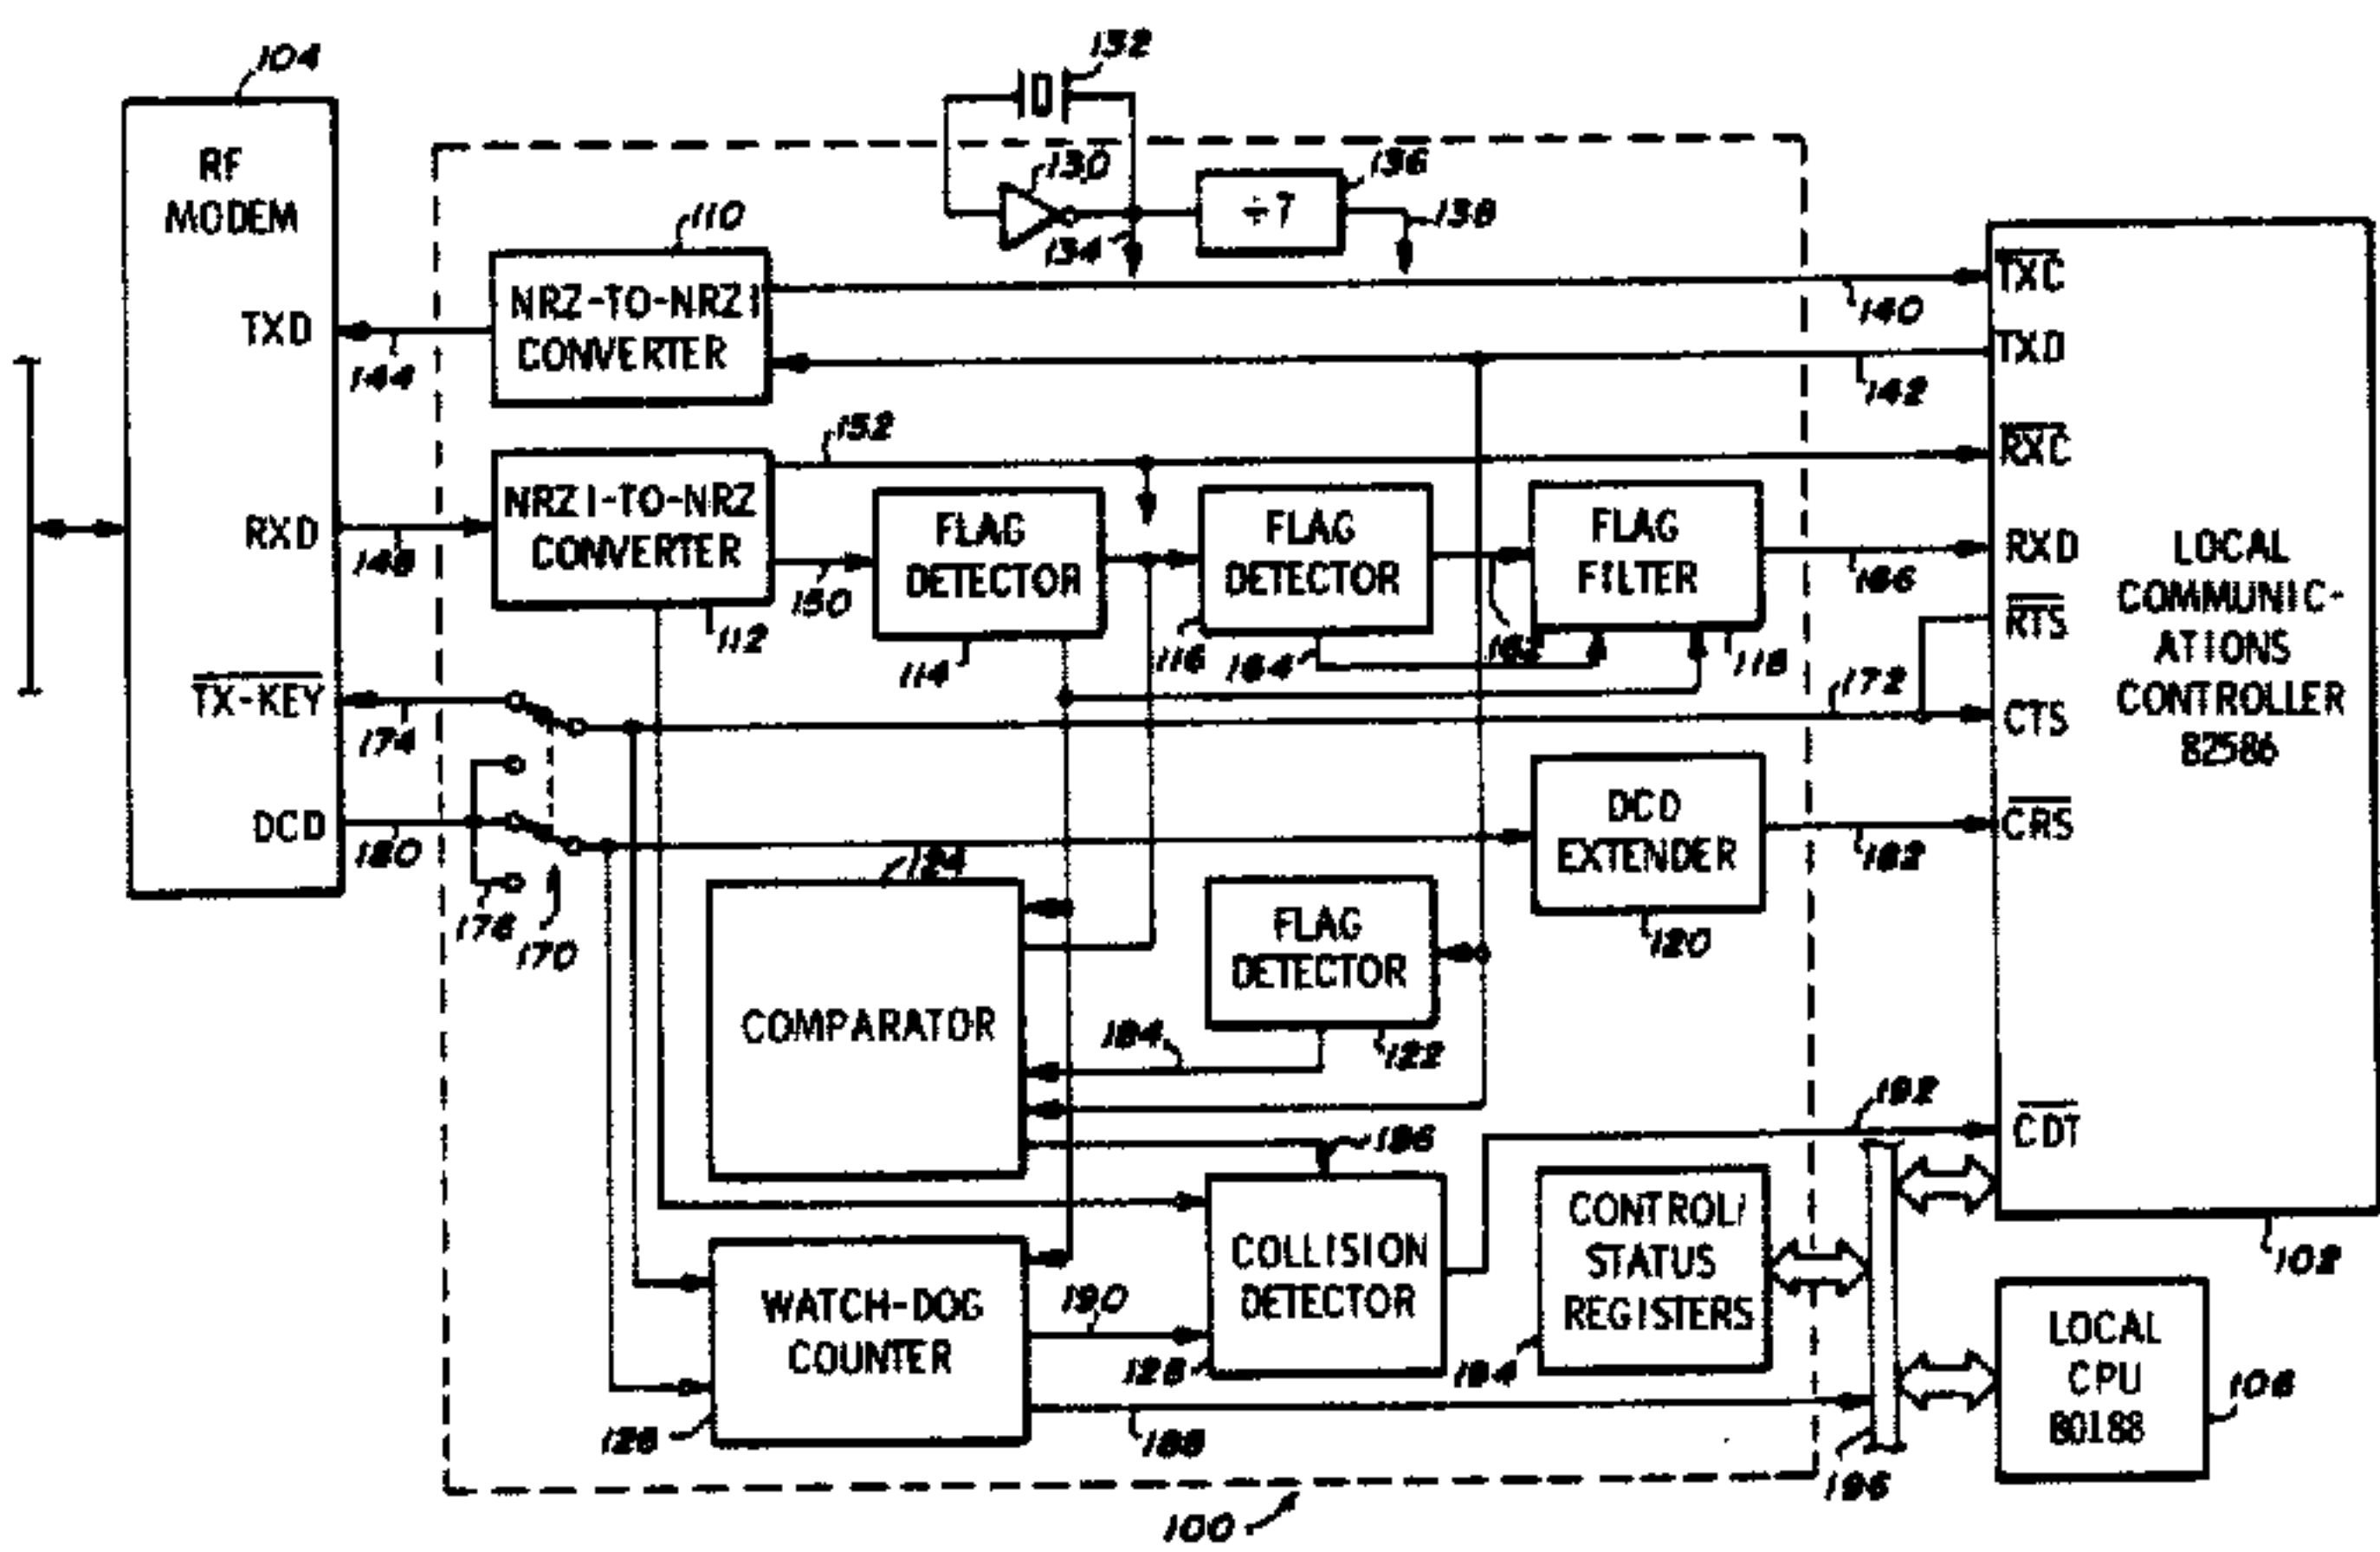 104
132
RF
MODEM
130
136
÷7
110
134
138
NRZ-TO-NRZI
CONVERTER
TXC
140
TXD
144
TXD
142
152
RXC
NRZI-TO-NRZ
CONVERTER
FLAG
DETECTOR
FLAG
DETECTOR
FLAG
FILTER
RXD
148
150
RXD
166
LOCAL
COMMUNIC-
ATIONS
CONTROLLER
82586
112
114
116
164
118
RTS
TX-KEY
174
172
CTS
DCD
180
DCD
EXTENDER
CRS
182
178
170
124
FLAG
DETECTOR
120
COMPARATOR
184
122
192
CDT
186
CONTROL/
STATUS
REGISTERS
COLLISION
DETECTOR
102
WATCH-DOG
COUNTER
190
128
194
LOCAL
CPU
80188
106
126
188
196
100